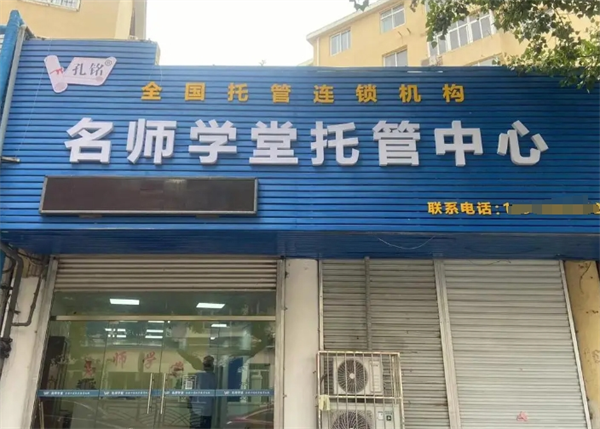 孔铭®
全国托管连锁机构
名师学堂托管中心
联系电话:1